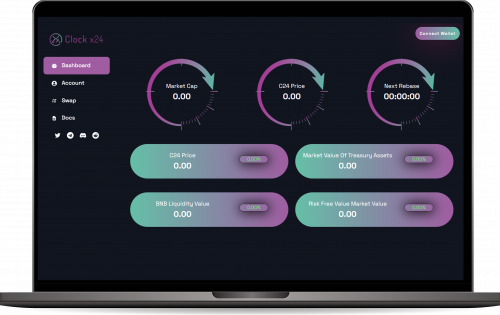 Clock x24
Connect Wallet
Dashboard
Account
Swap
Docs
Market Cap
0.00
C24 Price
0.00
Next Rebase
00:00:00
C24 Price
0.00
0.00%
Market Value Of Treasury Assets
0.00
0.00%
BNB Liquidity Value
0.00
0.00%
Risk Free Value Market Value
0.00
0.00%